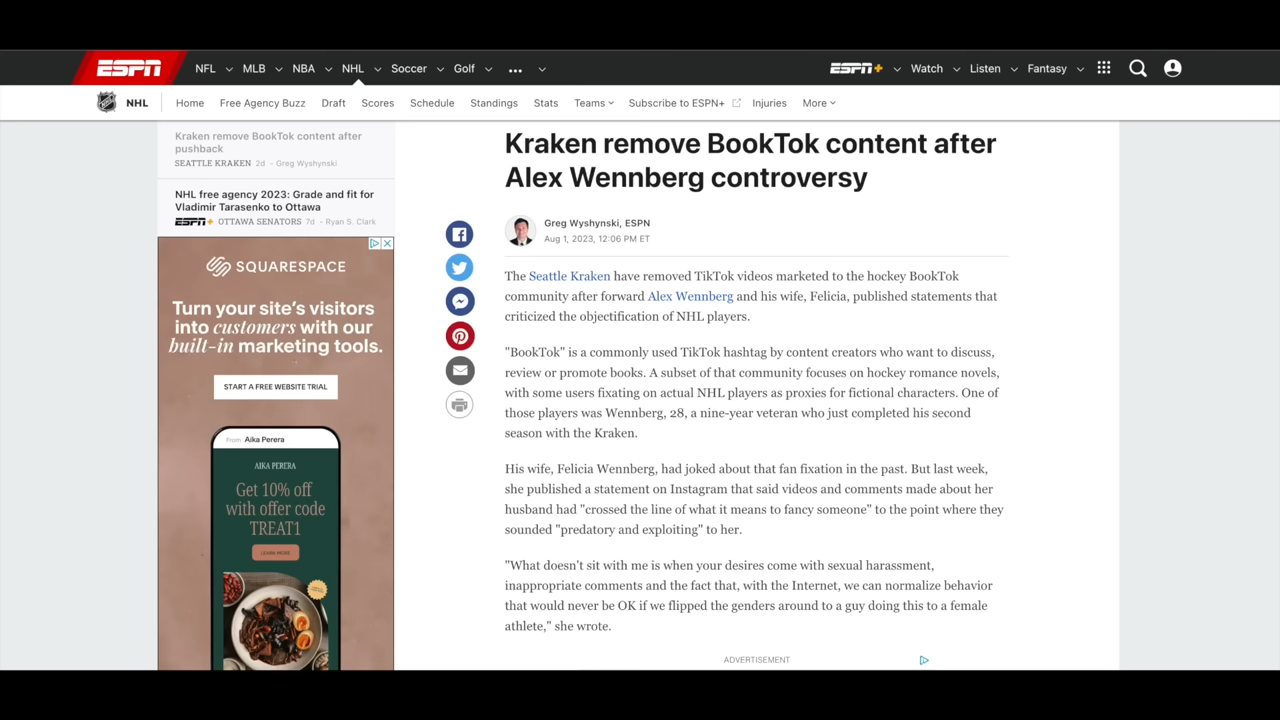 ESPN NFL MLB NBA NHL Soccer Golf ... ESPN+ Watch Listen Fantasy
NHL Home Free Agency Buzz Draft Scores Schedule Standings Stats Teams Subscribe to ESPN+ Injuries More
Kraken remove BookTok content after
pushback
SEATTLE KRAKEN 2d - Greg Wyshynski
NHL free agency 2023: Grade and fit for
Vladimir Tarasenko to Ottawa
ESPN+ OTTAWA SENATORS 7d - Ryan S. Clark
SQUARESPACE
Turn your site's visitors
into customers with our
built-in marketing tools.
START A FREE WEBSITE TRIAL
From: Aika Perera
AIKA PERERA
Get 10% off
with offer code
TREAT1
LEARN MORE
Kraken remove BookTok content after
Alex Wennberg controversy
Greg Wyshynski, ESPN
Aug 1, 2023, 12:06 PM ET
The Seattle Kraken have removed TikTok videos marketed to the hockey BookTok
community after forward Alex Wennberg and his wife, Felicia, published statements that
criticized the objectification of NHL players.
"BookTok" is a commonly used TikTok hashtag by content creators who want to discuss,
review or promote books. A subset of that community focuses on hockey romance novels,
with some users fixating on actual NHL players as proxies for fictional characters. One of
those players was Wennberg, 28, a nine-year veteran who just completed his second
season with the Kraken.
His wife, Felicia Wennberg, had joked about that fan fixation in the past. But last week,
she published a statement on Instagram that said videos and comments made about her
husband had "crossed the line of what it means to fancy someone" to the point where they
sounded "predatory and exploiting" to her.
"What doesn't sit with me is when your desires come with sexual harassment,
inappropriate comments and the fact that, with the Internet, we can normalize behavior
that would never be OK if we flipped the genders around to a guy doing this to a female
athlete," she wrote.
ADVERTISEMENT